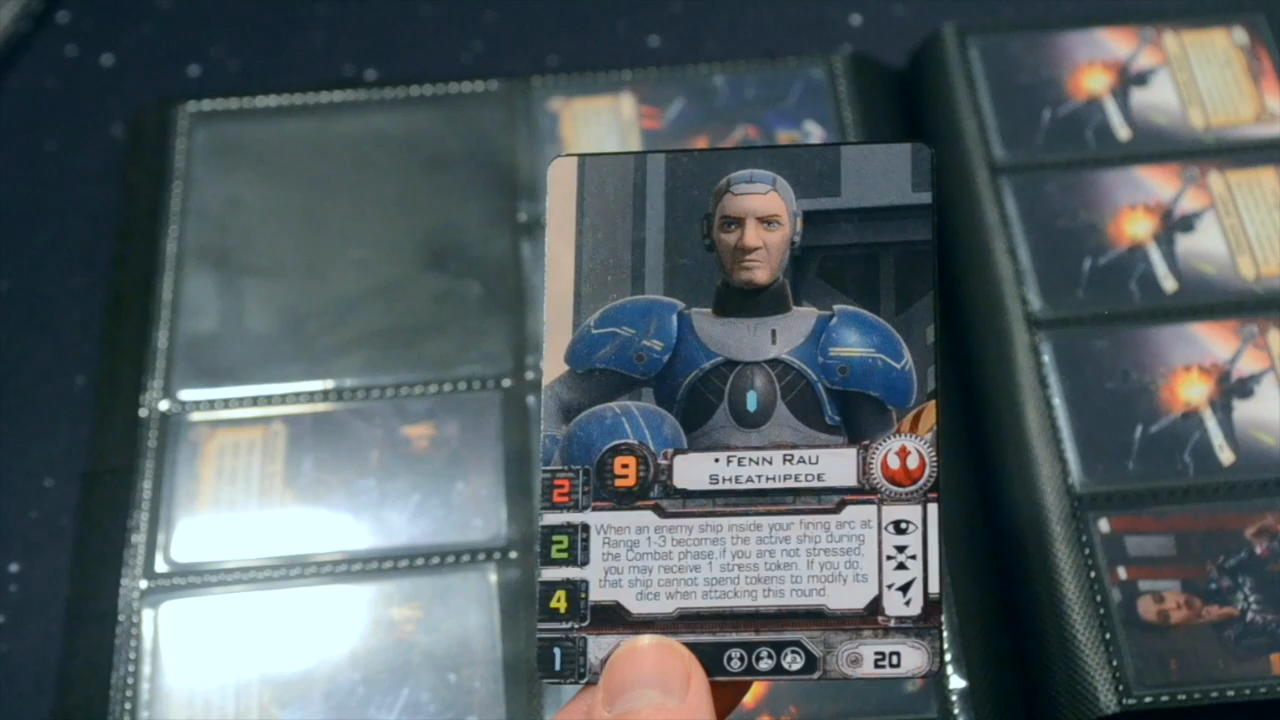 • Fenn Rau
Sheathipede
9
2
2
4
1
When an enemy ship inside your firing arc at
Range 1-3 becomes the active ship during
the Combat phase, if you are not stressed,
you may receive 1 stress token. If you do,
that ship cannot spend tokens to modify its
dice when attacking this round.
20